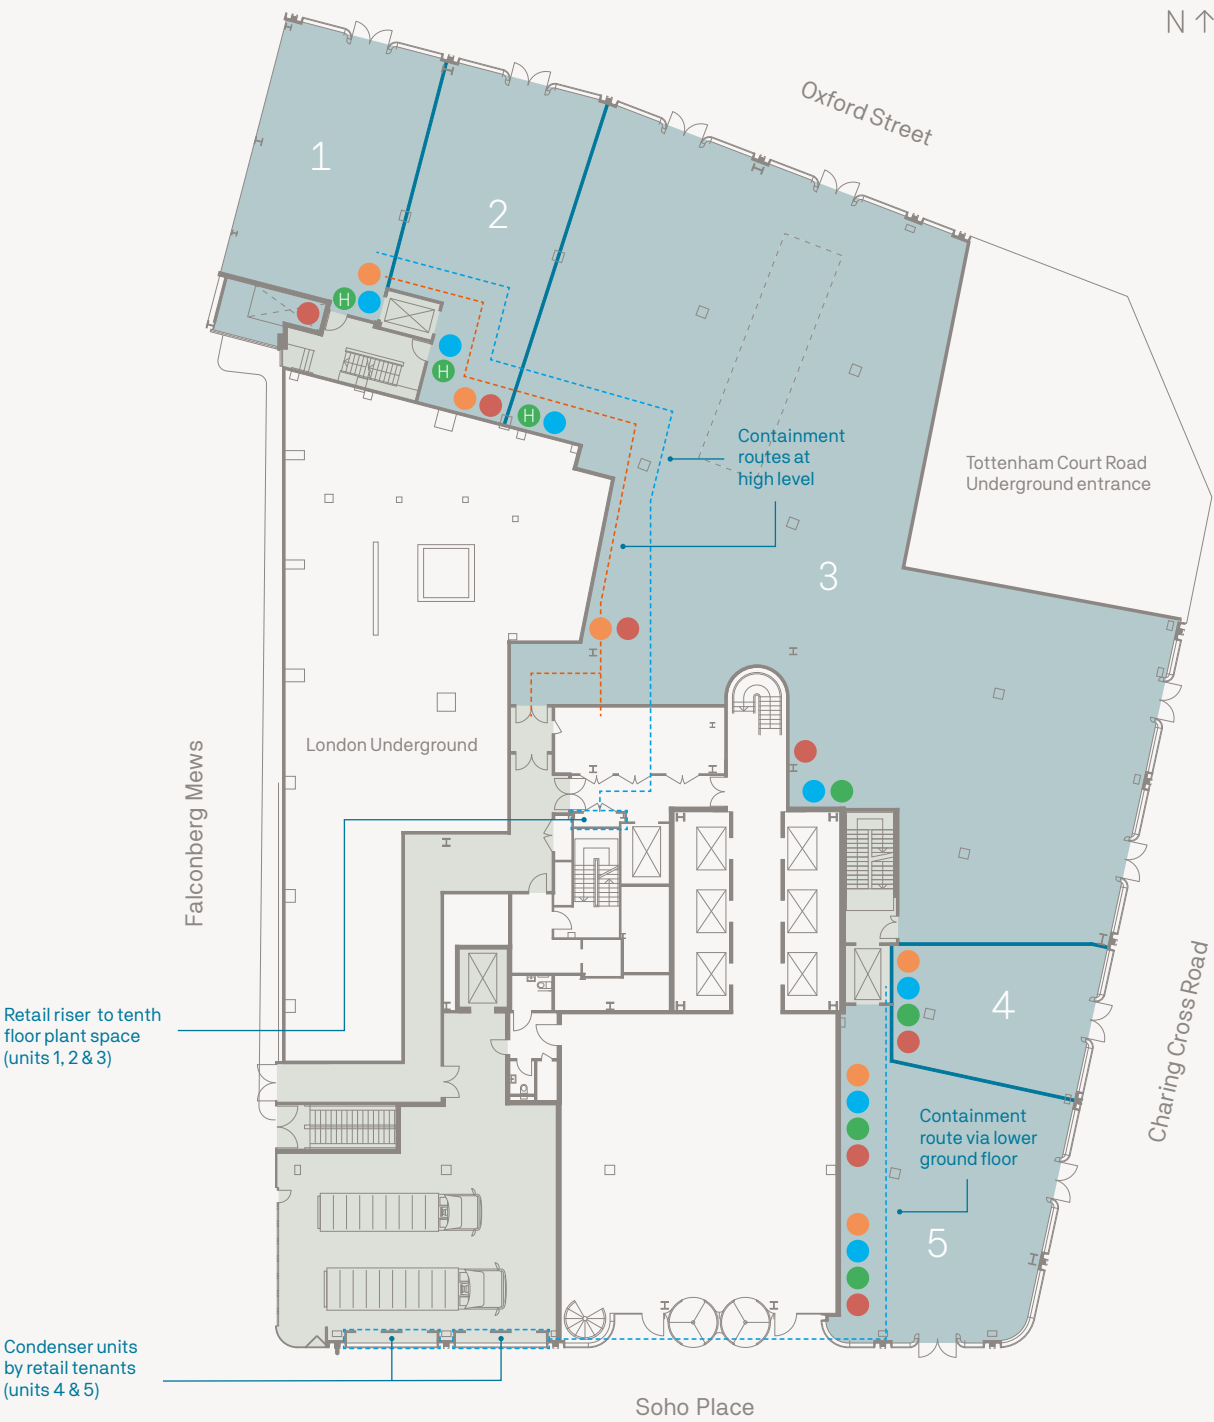 N ↑
Oxford Street
1
2
H
H
H
Containment
routes at
high level
Tottenham Court Road
Underground entrance
3
London Underground
Falconberg Mews
Retail riser to tenth
floor plant space
(units 1, 2 & 3)
4
Charing Cross Road
Containment
route via lower
ground floor
5
Condenser units
by retail tenants
(units 4 & 5)
Soho Place